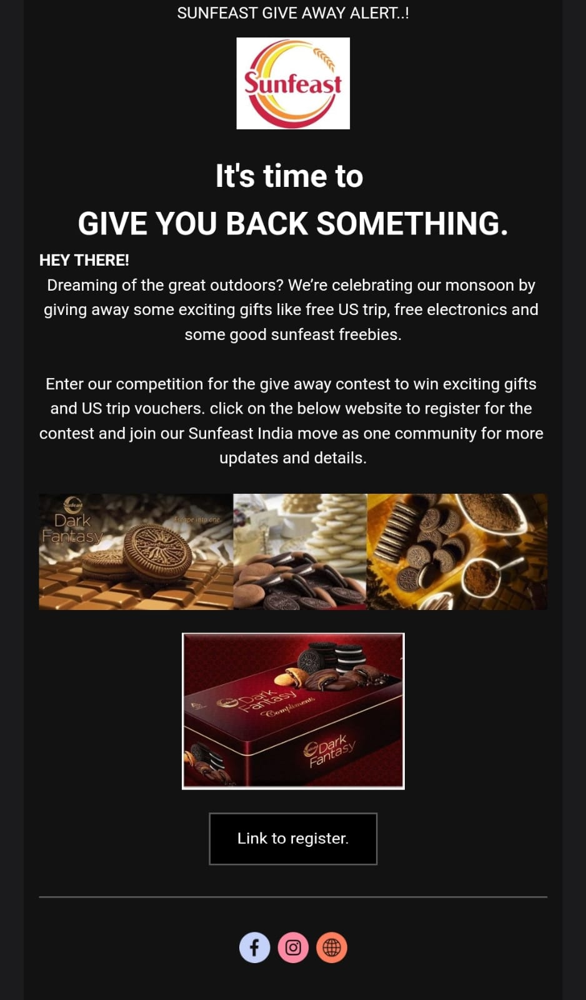 SUNFEAST GIVE AWAY ALERT..!
Sunfeast
It's time to
GIVE YOU BACK SOMETHING.
HEY THERE!
Dreaming of the great outdoors? We’re celebrating our monsoon by
giving away some exciting gifts like free US trip, free electronics and
some good sunfeast freebies.
Enter our competition for the give away contest to win exciting gifts
and US trip vouchers. click on the below website to register for the
contest and join our Sunfeast India move as one community for more
updates and details.
Sunfeast
Dark
Fantasy
Escape into one.
Dark
Fantasy
Compliments
Dark
Fantasy
Link to register.